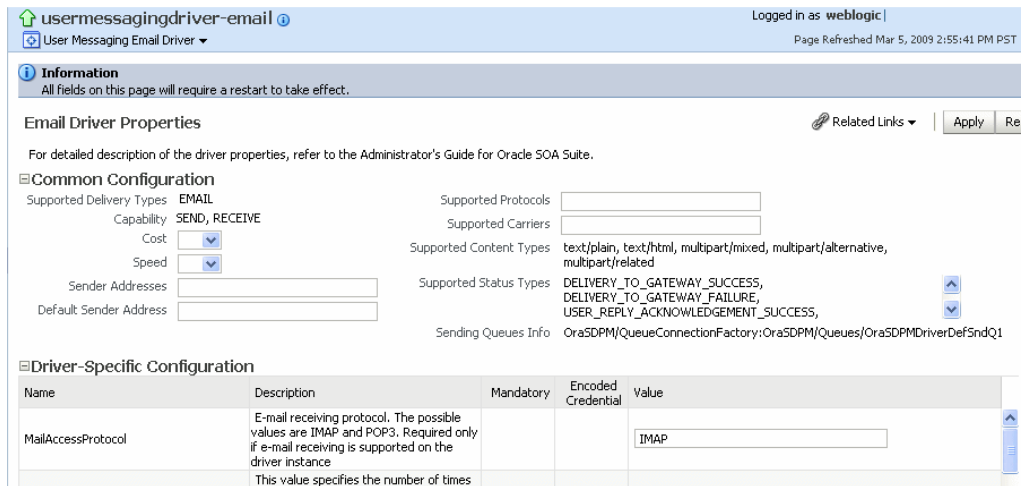 usermessagingdriver-email
Logged in as weblogic|
User Messaging Email Driver
Page Refreshed Mar 5, 2009 2:55:41 PM PST
Information
All fields on this page will require a restart to take effect.
Email Driver Properties
Related Links
Apply
Re
For detailed description of the driver properties, refer to the Administrator's Guide for Oracle SOA Suite.
Common Configuration
Supported Delivery Types EMAIL
Capability SEND, RECEIVE
Cost
Speed
Sender Addresses
Default Sender Address
Supported Protocols
Supported Carriers
Supported Content Types text/plain, text/html, multipart/mixed, multipart/alternative,
multipart/related
Supported Status Types DELIVERY_TO_GATEWAY_SUCCESS,
DELIVERY_TO_GATEWAY_FAILURE,
USER_REPLY_ACKNOWLEDGEMENT_SUCCESS,
Sending Queues Info OraSDPM/QueueConnectionFactory:OraSDPM/Queues/OraSDPMDriverDefSndQ1
Driver-Specific Configuration
Name Description Mandatory Encoded Credential Value
MailAccessProtocol
E-mail receiving protocol. The possible
values are IMAP and POP3. Required only
if e-mail receiving is supported on the
driver instance
IMAP
This value specifies the number of times